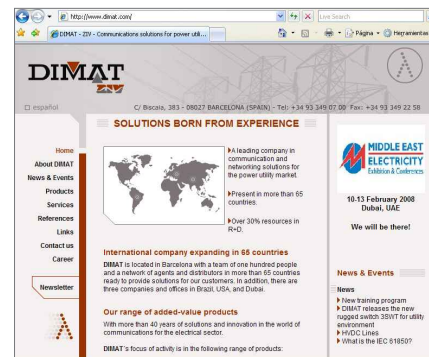 http://www.dimat.com/
Live Search
DIMAT - ZIV - Communications solutions for power utili...
Página
Herramientas
DIMAT
ZIV
español
C/ Biscaia, 383 - 08027 BARCELONA (SPAIN) - Tel: +34 93 349 07 00 Fax: +34 93 349 22 58
SOLUTIONS BORN FROM EXPERIENCE
Home
About DIMAT
News & Events
Products
Services
References
Links
Contact us
Career
Newsletter
A leading company in
communication and
networking solutions for
the power utility market.
Present in more than 65
countries.
Over 30% resources in
R+D.
International company expanding in 65 countries
DIMAT is located in Barcelona with a team of one hundred people
and a network of agents and distributors in more than 65 countries
ready to provide solutions for our customers. In addition, there are
three companies and offices in Brazil, USA, and Dubai.
Our range of added-value products
With more than 40 years of solutions and innovation in the world of
communications for the electrical sector.
DIMAT´s focus of activity is in the following range of products:
MIDDLE EAST
ELECTRICITY
Exhibition & Conferences
10-13 February 2008
Dubai, UAE
We will be there!
News & Events
News
New training program
DIMAT releases the new
rugged switch 3SWT for utility
environment
HVDC Lines
What is the IEC 61850?